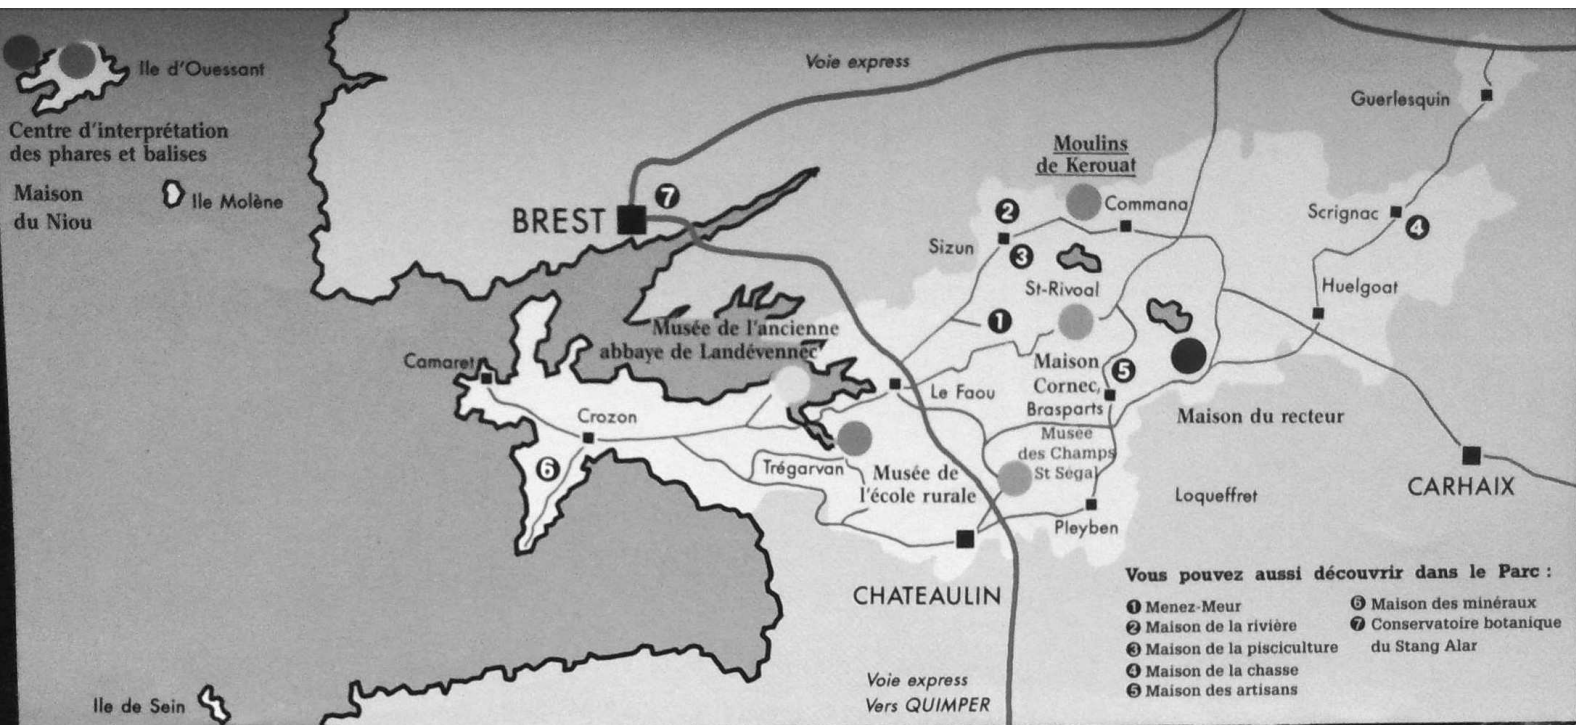 Ile d'Ouessant
Centre d'interprétation
des phares et balises
Maison
du Niou
Ile Molène
Voie express
BREST
7
Guerlesquin
Moulins
de Kerouat
Commana
2
Sizun
3
Scrignac
4
St-Rivoal
Huelgoat
1
Musée de l'ancienne
abbaye de Landévennec
Camaret
Le Faou
Maison
Cornec,
5
Brasparts
Maison du recteur
Crozon
6
Trégarvan
Musée de
l'école rurale
Musée
des Champs
St Ségal
Loqueffret
CARHAIX
Pleyben
CHATEAULIN
Vous pouvez aussi découvrir dans le Parc :
1 Menez-Meur
2 Maison de la rivière
3 Maison de la pisciculture
4 Maison de la chasse
5 Maison des artisans
6 Maison des minéraux
7 Conservatoire botanique
du Stang Alar
Ile de Sein
Voie express
Vers QUIMPER